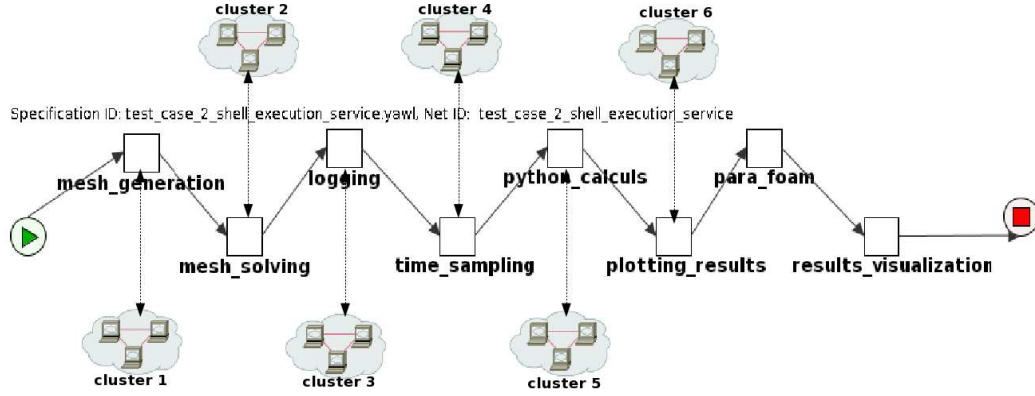 cluster 2
cluster 4
cluster 6
Specification ID: test_case_2_shell_execution_service.yawl, Net ID: test_case_2_shell_execution_service
mesh_generation
logging
python_calculs
para_foam
mesh_solving
time_sampling
plotting_results
results_visualization
cluster 1
cluster 3
cluster 5